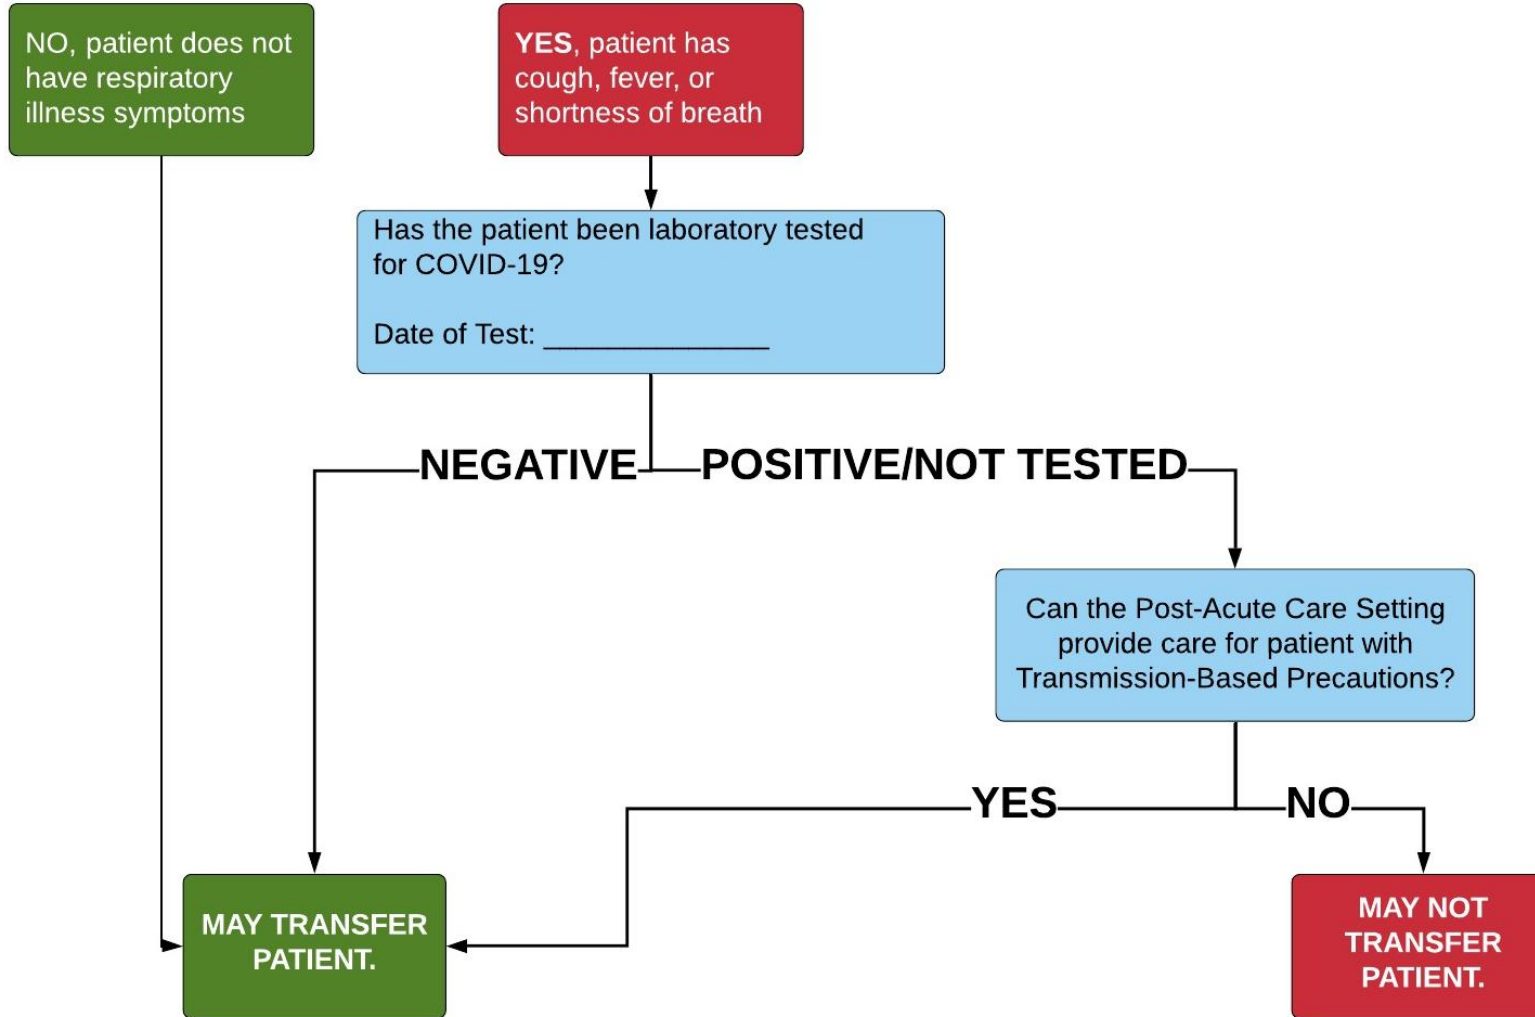 NO, patient does not
have respiratory
illness symptoms
YES, patient has
cough, fever, or
shortness of breath
Has the patient been laboratory tested
for COVID-19?
Date of Test: ______________
NEGATIVE
POSITIVE/NOT TESTED
Can the Post-Acute Care Setting
provide care for patient with
Transmission-Based Precautions?
YES
NO
MAY TRANSFER
PATIENT.
MAY NOT
TRANSFER
PATIENT.